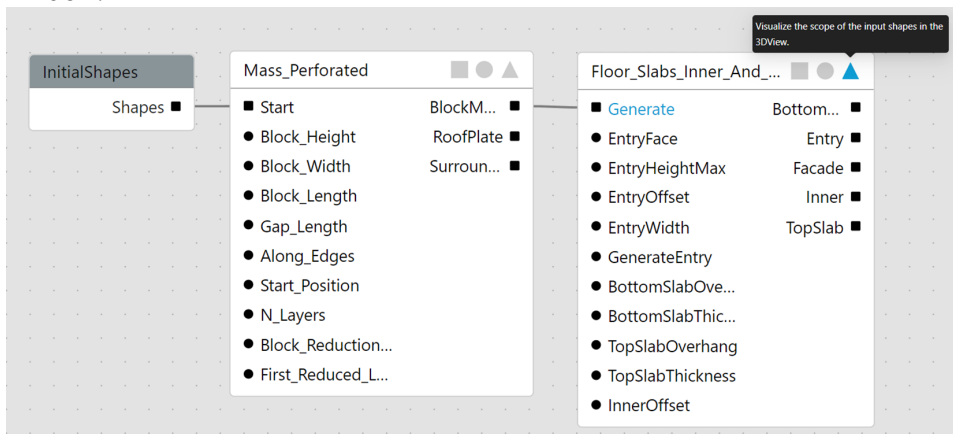 Visualize the scope of the input shapes in the
3DView.
InitialShapes
Shapes
Mass_Perforated
Start
BlockM...
Block_Height
RoofPlate
Block_Width
Surroun...
Block_Length
Gap_Length
Along_Edges
Start_Position
N_Layers
Block_Reduction...
First_Reduced_L...
Floor_Slabs_Inner_And_...
Generate
Bottom...
EntryFace
Entry
EntryHeightMax
Facade
EntryOffset
Inner
EntryWidth
TopSlab
GenerateEntry
BottomSlabOve...
BottomSlabThic...
TopSlabOverhang
TopSlabThickness
InnerOffset